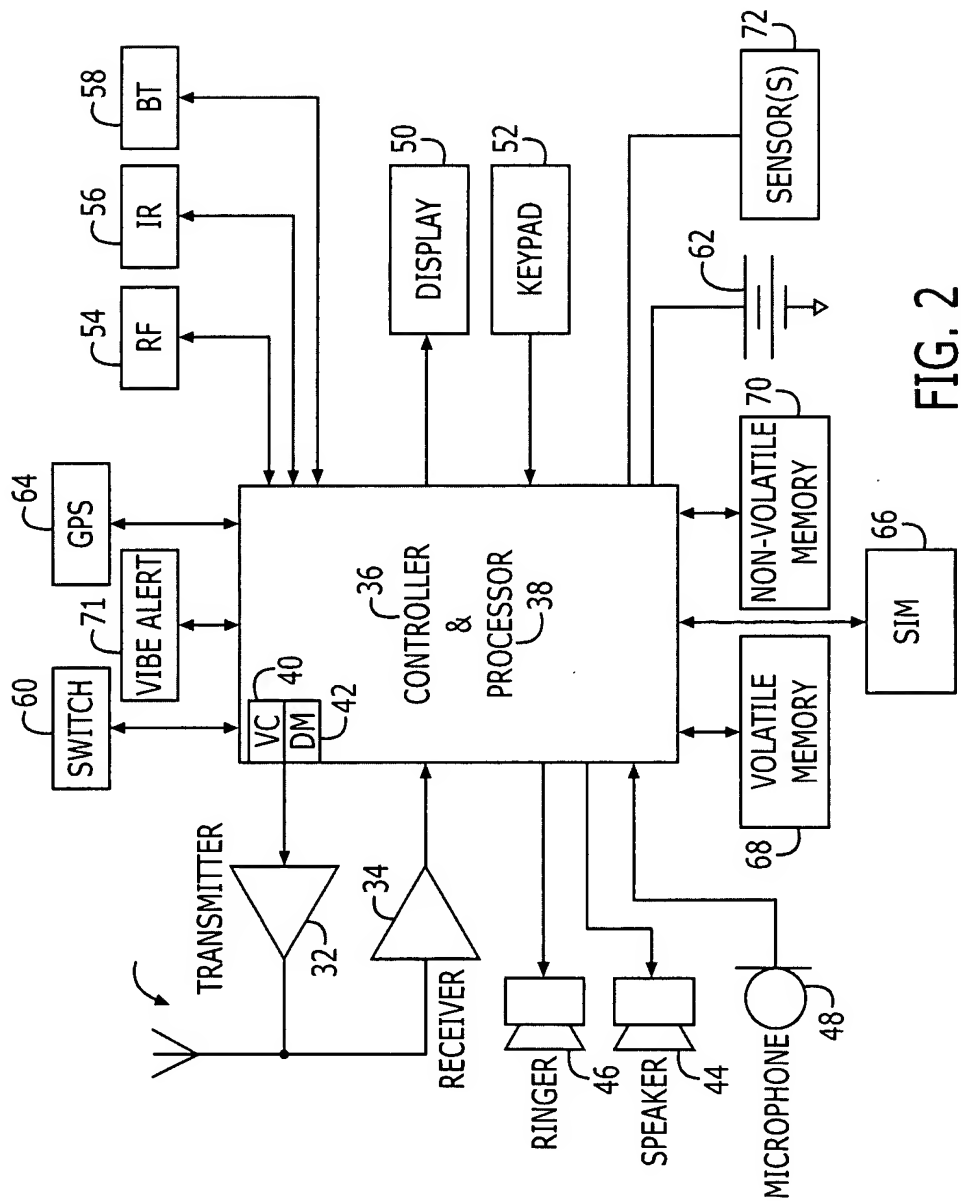 58
BT
56
IR
54
RF
64
GPS
71
VIBE ALERT
60
SWITCH
50
DISPLAY
52
KEYPAD
72
SENSOR(S)
62
70
NON-VOLATILE
MEMORY
66
SIM
68
VOLATILE
MEMORY
36
CONTROLLER
&
PROCESSOR
38
40
VC
DM
42
TRANSMITTER
32
34
RECEIVER
RINGER
46
SPEAKER
44
MICROPHONE
48
FIG. 2